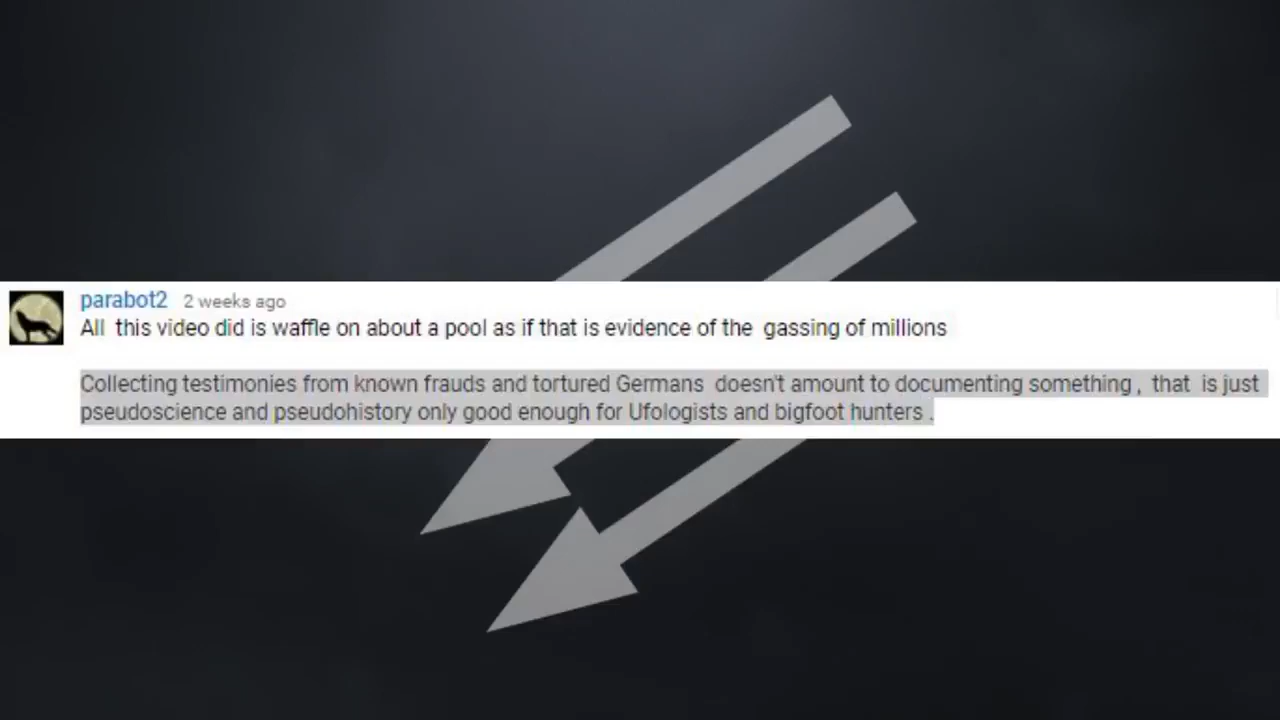 parabot2 2 weeks ago
All this video did is waffle on about a pool as if that is evidence of the gassing of millions
Collecting testimonies from known frauds and tortured Germans doesn't amount to documenting something , that is just
pseudoscience and pseudohistory only good enough for Ufologists and bigfoot hunters .